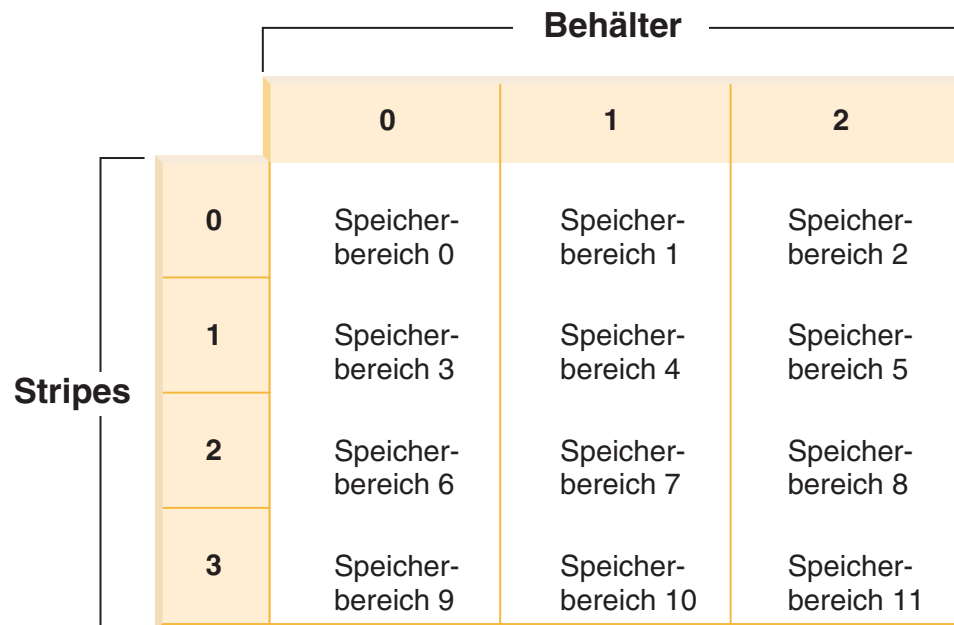 Behälter
0 1 2
0 Speicher- Speicher- Speicher-
bereich 0 bereich 1 bereich 2
1 Speicher- Speicher- Speicher-
bereich 3 bereich 4 bereich 5
Stripes
2 Speicher- Speicher- Speicher-
bereich 6 bereich 7 bereich 8
3 Speicher- Speicher- Speicher-
bereich 9 bereich 10 bereich 11